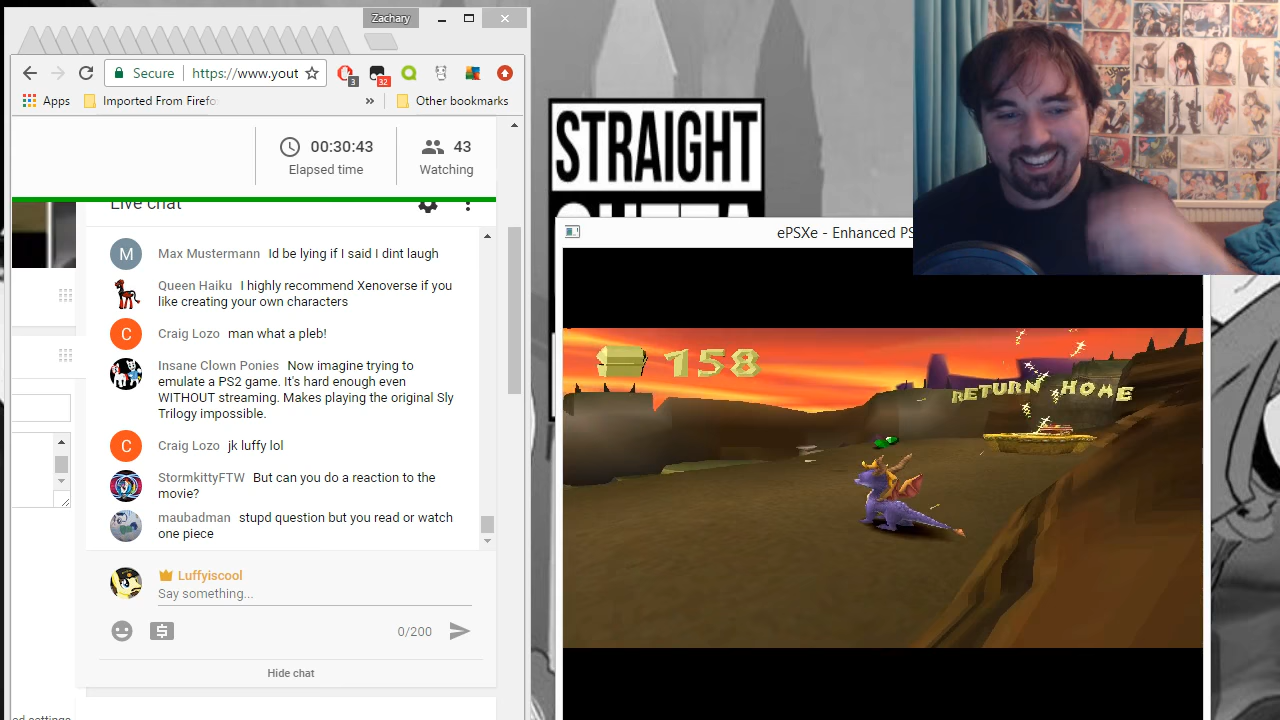 Zachary
Secure
https://www.yout
3
32
Apps
Imported From Firefo
»
Other bookmarks
00:30:43
Elapsed time
43
Watching
Live chat
M
Max Mustermann Id be lying if I said I dint laugh
Queen Haiku I highly recommend Xenoverse if you
like creating your own characters
C
Craig Lozo man what a pleb!
Insane Clown Ponies Now imagine trying to
emulate a PS2 game. It's hard enough even
WITHOUT streaming. Makes playing the original Sly
Trilogy impossible.
C
Craig Lozo jk luffy lol
StormkittyFTW But can you do a reaction to the
movie?
maubadman stupd question but you read or watch
one piece
Luffyiscool
Say something...
0/200
Hide chat
ed settings
STRAIGHT
OUTTA
ePSXe - Enhanced PS
158
RETURN HOME